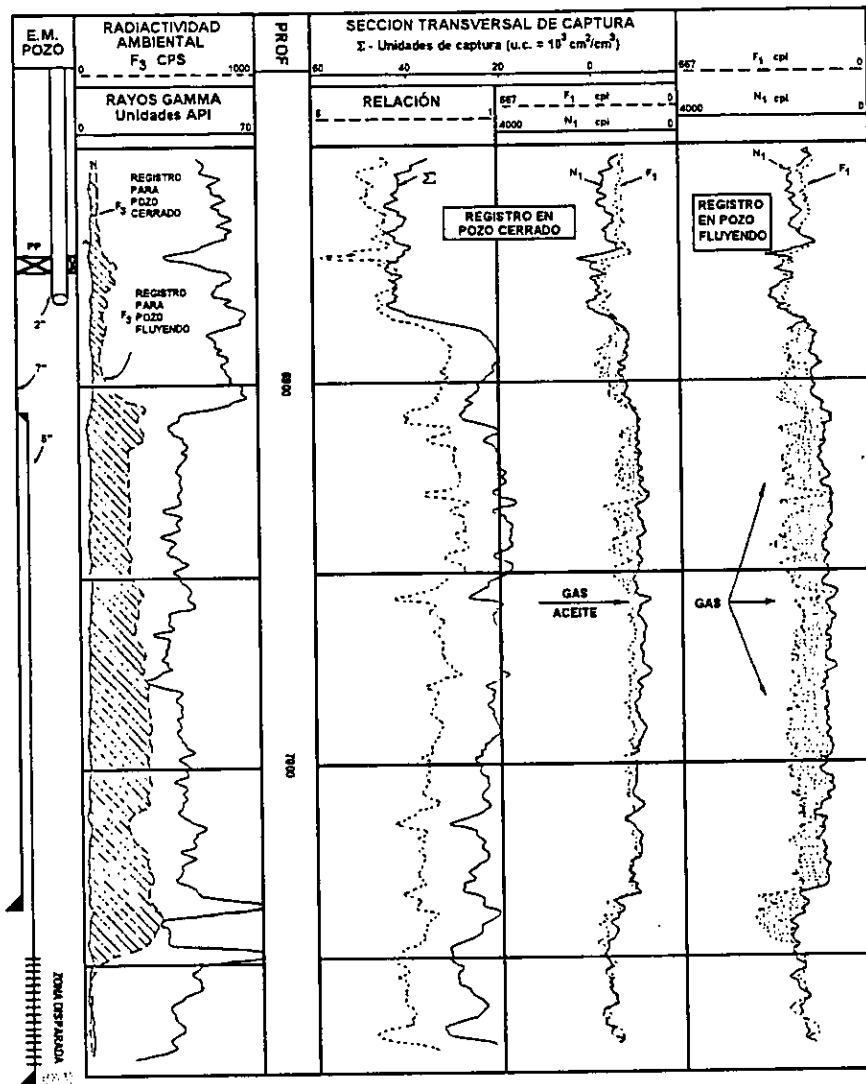 E.M.
POZO
RADIACTIVIDAD
AMBIENTAL
F3 CPS
0 1000
RAYOS GAMMA
Unidades API
0 70
PROF
SECCION TRANSVERSAL DE CAPTURA
Σ - Unidades de captura (u.c. = 10³ cm²/cm³)
60 40 20 0
RELACIÓN
5 1
667 F1 cpl 0
4000 N1 cpl 0
667 F1 cpl 0
4000 N1 cpl 0
REGISTRO
PARA
POZO
F3 CERRADO
REGISTRO
PARA
F3 POZO
FLUYENDO
PP
2"
7"
5"
Σ
REGISTRO EN
POZO CERRADO
N1
F1
REGISTRO
EN POZO
FLUYENDO
N1
F1
6900
GAS
ACEITE
GAS
7000
ZONA DISPARADA